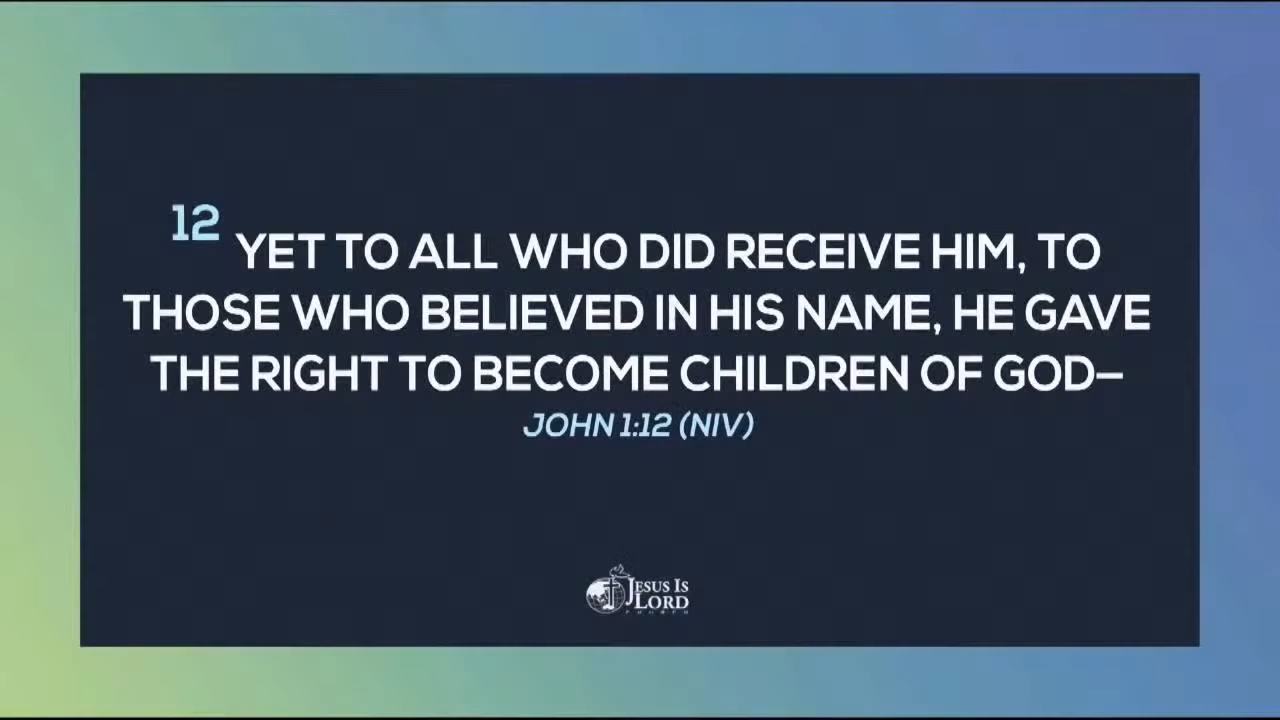 12 YET TO ALL WHO DID RECEIVE HIM, TO
THOSE WHO BELIEVED IN HIS NAME, HE GAVE
THE RIGHT TO BECOME CHILDREN OF GOD—
JOHN 1:12 (NIV)
JESUS IS
LORD